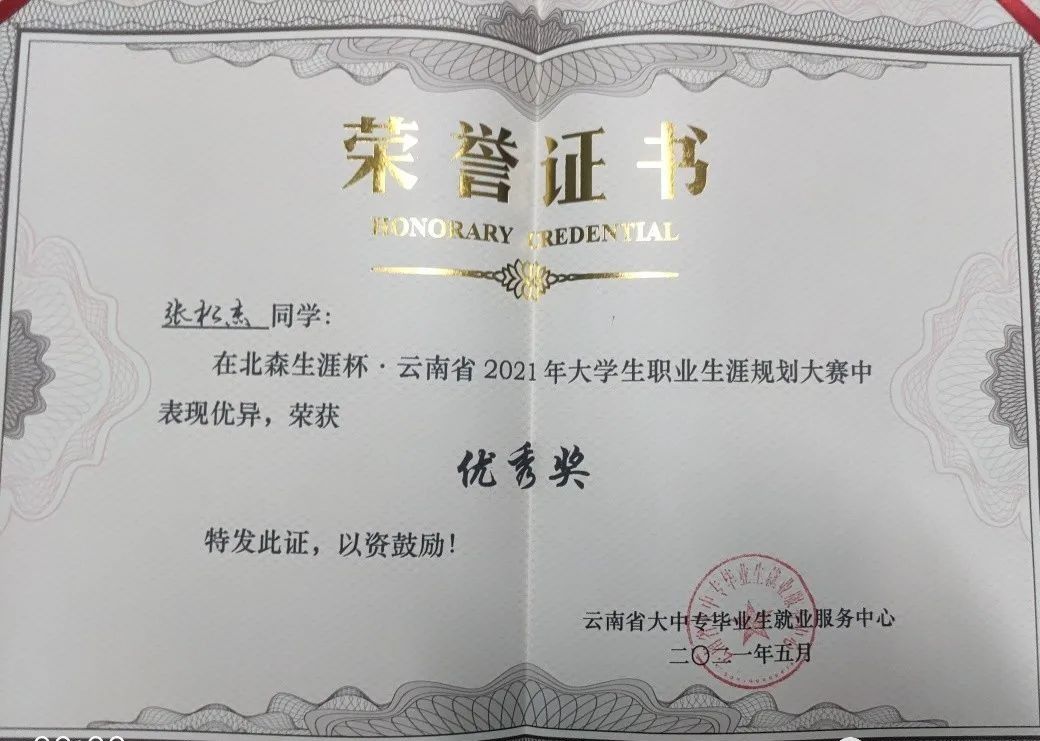 荣誉证书
HONORARY CREDENTIAL
张松杰 同学:
在北森生涯杯·云南省2021年大学生职业生涯规划大赛中
表现优异，荣获
优秀奖
特发此证，以资鼓励!
云南省大中专毕业生就业服务中心
二〇二一年五月